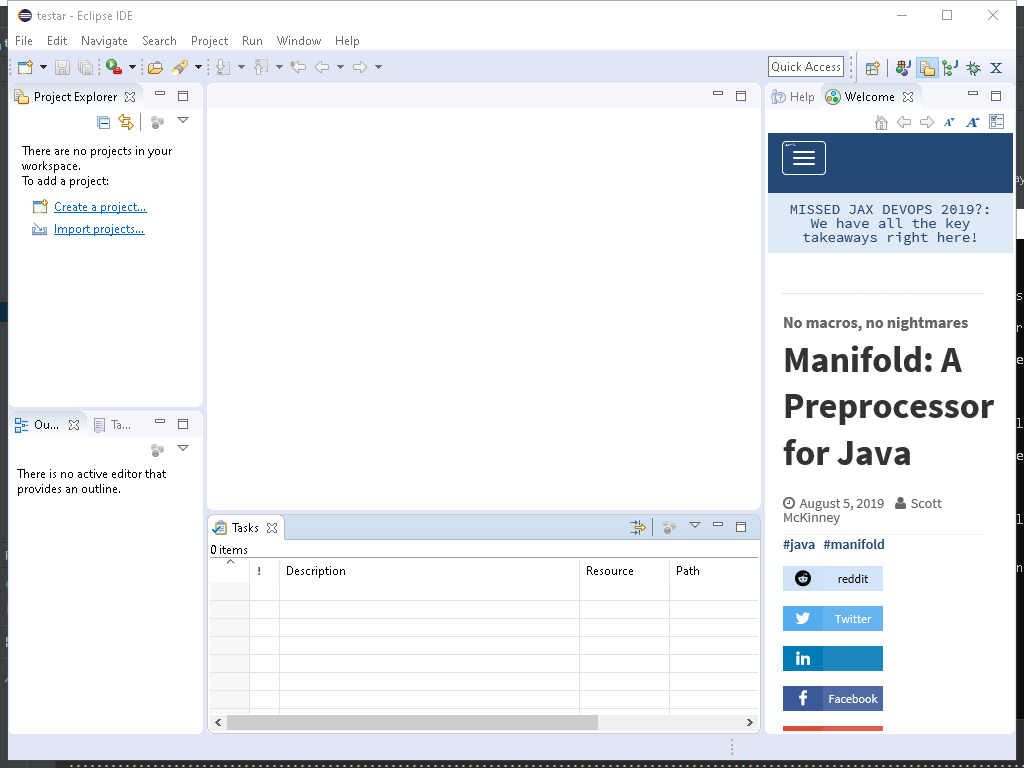 testar - Eclipse IDE
File Edit Navigate Search Project Run Window Help
Quick Access
Project Explorer
There are no projects in your
workspace.
To add a project:
Create a project...
Import projects...
Ou... Ta...
There is no active editor that
provides an outline.
Tasks
0 items
! Description Resource Path
Help Welcome
MISSED JAX DEVOPS 2019?:
We have all the key
takeaways right here!
No macros, no nightmares
Manifold: A
Preprocessor
for Java
August 5, 2019 Scott
McKinney
#java #manifold
reddit
Twitter
in
Facebook